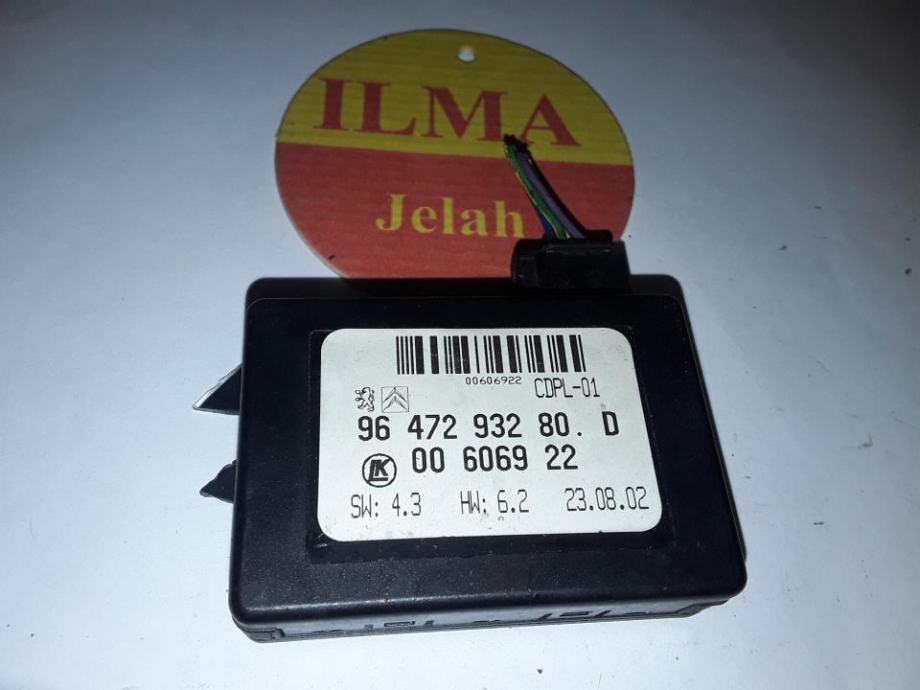 ILMA
Jelah
00606922
CDPL-01
96 472 932 80. D
LK 00 6069 22
SW: 4.3 HW: 6.2 23.08.02